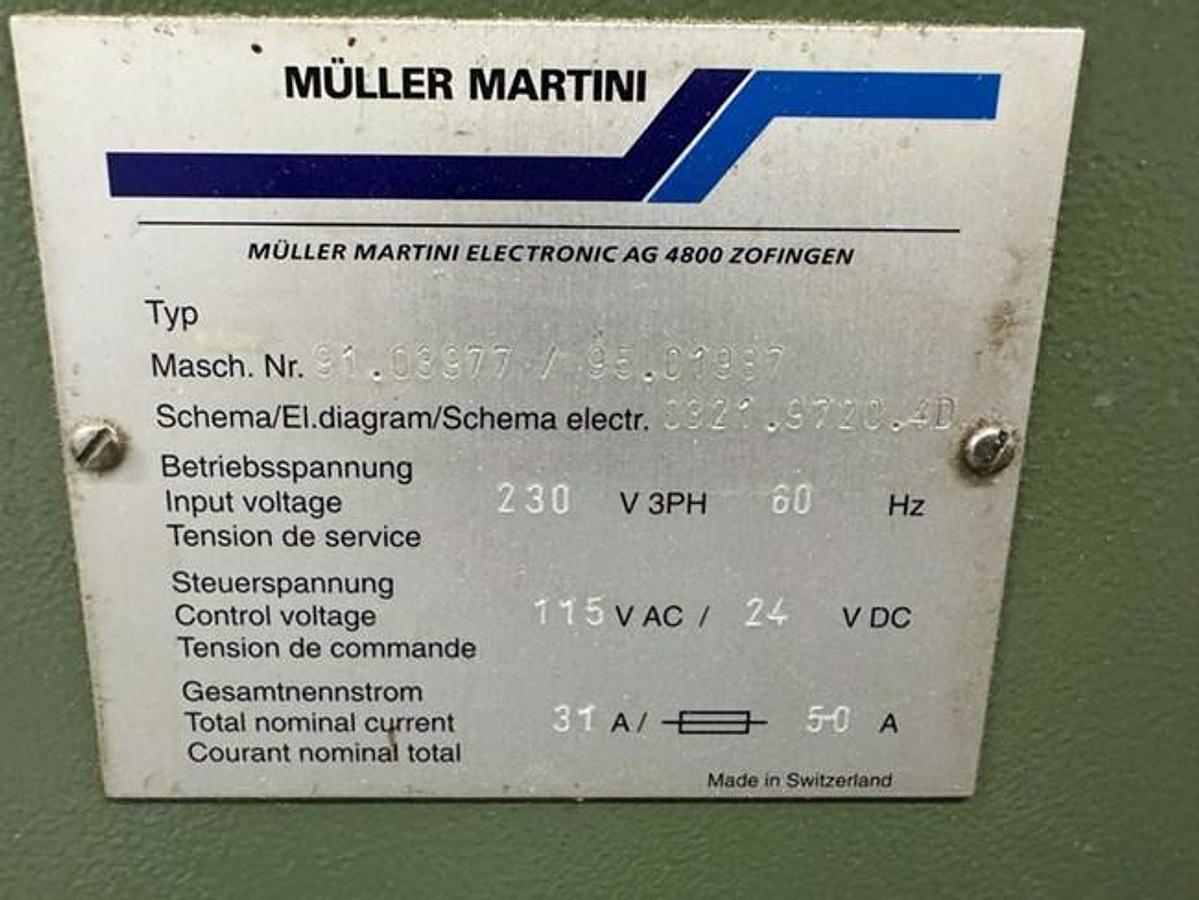 MÜLLER MARTINI
MÜLLER MARTINI ELECTRONIC AG 4800 ZOFINGEN
Typ
Masch. Nr. 91.03977 / 95.01987
Schema/El.diagram/Schema electr. 0321.9720.4D
Betriebsspannung
Input voltage 230 V 3PH 60 Hz
Tension de service
Steuerspannung
Control voltage 115 V AC / 24 V DC
Tension de commande
Gesamtnennstrom
Total nominal current 31 A / 50 A
Courant nominal total
Made in Switzerland